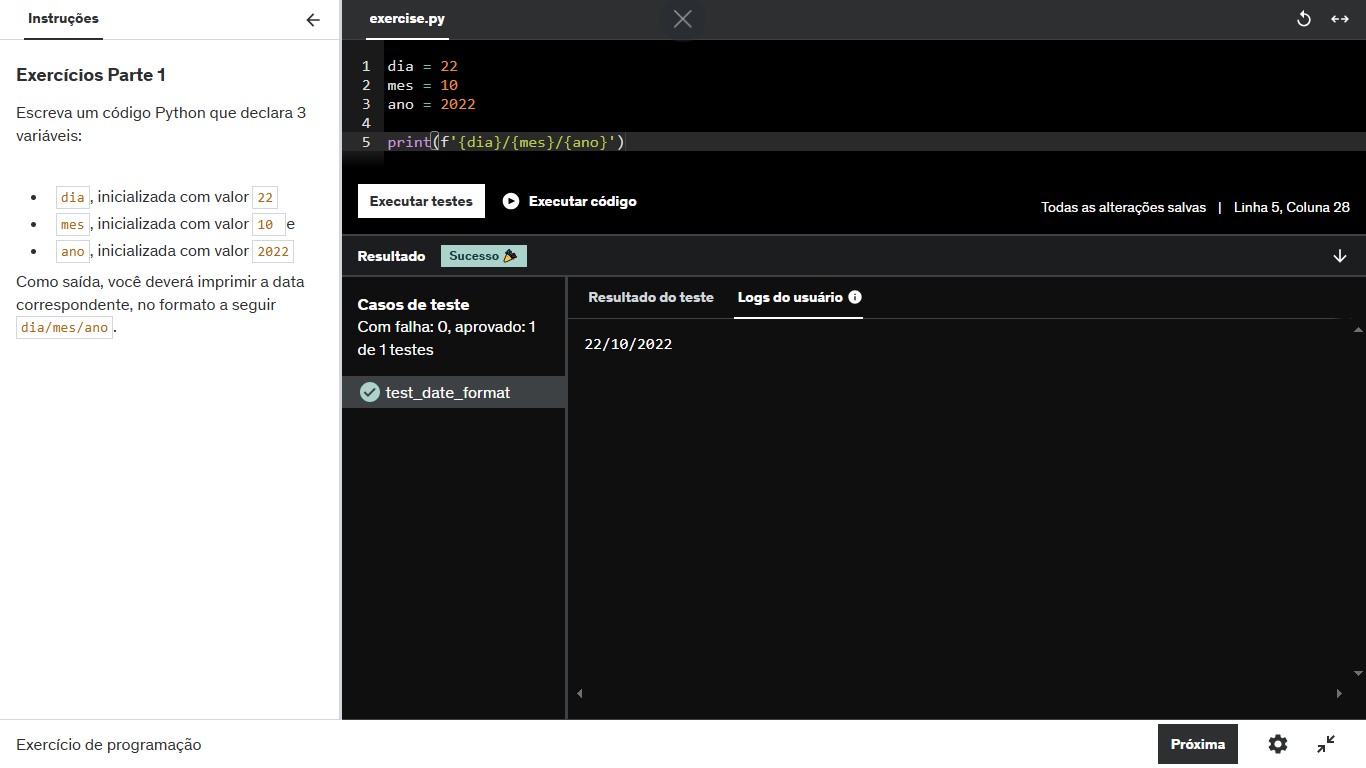 Instruções
Exercícios Parte 1
Escreva um código Python que declara 3
variáveis:
dia, inicializada com valor 22
mes, inicializada com valor 10 e
ano, inicializada com valor 2022
Como saída, você deverá imprimir a data
correspondente, no formato a seguir
dia/mes/ano.
exercise.py
1 dia = 22
2 mes = 10
3 ano = 2022
4
5 print(f'{dia}/{mes}/{ano}')
Executar testes Executar código
Todas as alterações salvas | Linha 5, Coluna 28
Resultado Sucesso 🎉
Casos de teste
Com falha: 0, aprovado: 1
de 1 testes
test_date_format
Resultado do teste Logs do usuário
22/10/2022
Exercício de programação
Próxima